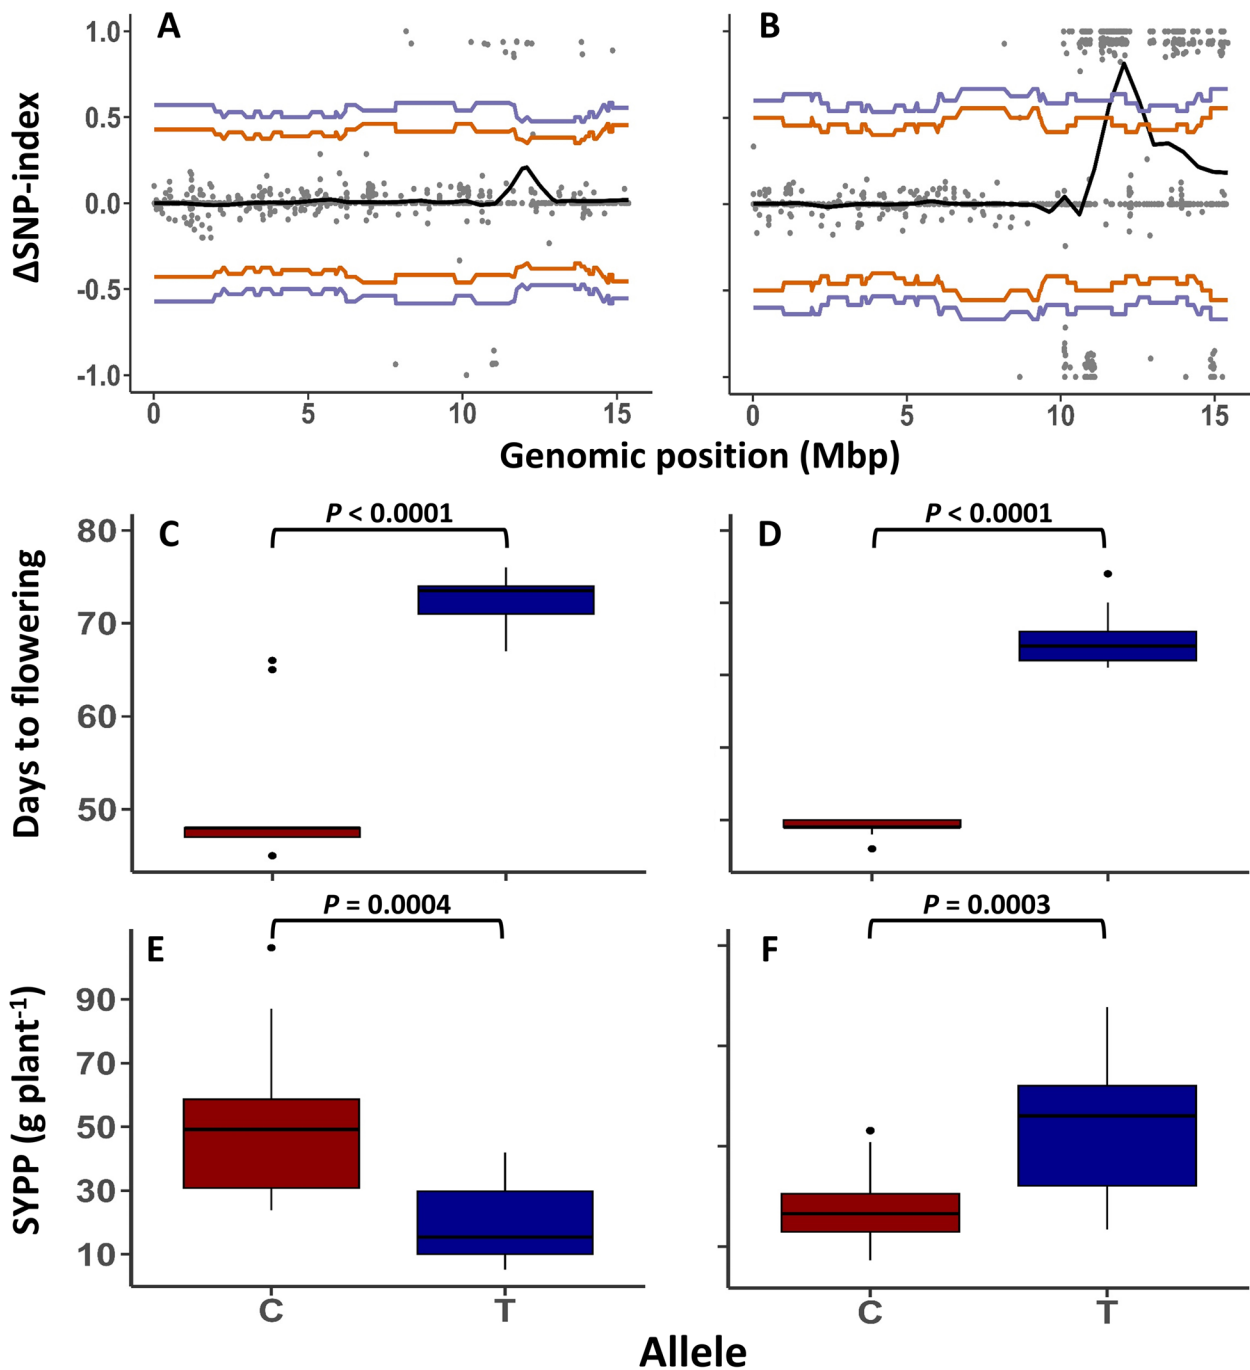 A
B
ΔSNP-index
1.0
0.5
0.0
-0.5
-1.0
0 5 10 15
0 5 10 15
Genomic position (Mbp)
P < 0.0001
P < 0.0001
C
D
Days to flowering
80
70
60
50
P = 0.0004
P = 0.0003
E
F
SYPP (g plant⁻¹)
90
70
50
30
10
C T
C T
Allele